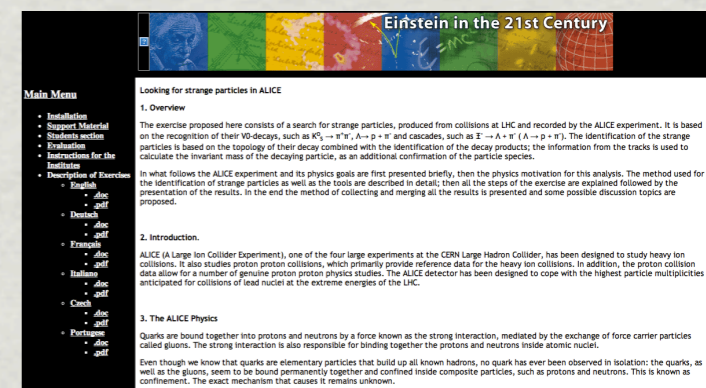 Einstein in the 21st Century
E = mc²
Main Menu
Installation
Support Material
Students section
Evaluation
Instructions for the
Institutes
Description of Exercises
English
.doc
.pdf
Deutsch
.doc
.pdf
Français
.doc
.pdf
Italiano
.doc
.pdf
Czech
.doc
.pdf
Portugese
.doc
.pdf
Looking for strange particles in ALICE
1. Overview
The exercise proposed here consists of a search for strange particles, produced from collisions at LHC and recorded by the ALICE experiment. It is based
on the recognition of their V0-decays, such as K⁰ₛ → π⁺π⁻, Λ→ p + π⁻ and cascades, such as Ξ⁻ → Λ + π⁻ ( Λ → p + π⁻). The identification of the strange
particles is based on the topology of their decay combined with the identification of the decay products; the information from the tracks is used to
calculate the invariant mass of the decaying particle, as an additional confirmation of the particle species.
In what follows the ALICE experiment and its physics goals are first presented briefly, then the physics motivation for this analysis. The method used for
the identification of strange particles as well as the tools are described in detail; then all the steps of the exercise are explained followed by the
presentation of the results. In the end the method of collecting and merging all the results is presented and some possible discussion topics are
proposed.
2. Introduction.
ALICE (A Large Ion Collider Experiment), one of the four large experiments at the CERN Large Hadron Collider, has been designed to study heavy ion
collisions. It also studies proton proton collisions, which primarily provide reference data for the heavy ion collisions. In addition, the proton collision
data allow for a number of genuine proton proton physics studies. The ALICE detector has been designed to cope with the highest particle multiplicities
anticipated for collisions of lead nuclei at the extreme energies of the LHC.
3. The ALICE Physics
Quarks are bound together into protons and neutrons by a force known as the strong interaction, mediated by the exchange of force carrier particles
called gluons. The strong interaction is also responsible for binding together the protons and neutrons inside atomic nuclei.
Even though we know that quarks are elementary particles that build up all known hadrons, no quark has ever been observed in isolation: the quarks, as
well as the gluons, seem to be bound permanently together and confined inside composite particles, such as protons and neutrons. This is known as
confinement. The exact mechanism that causes it remains unknown.